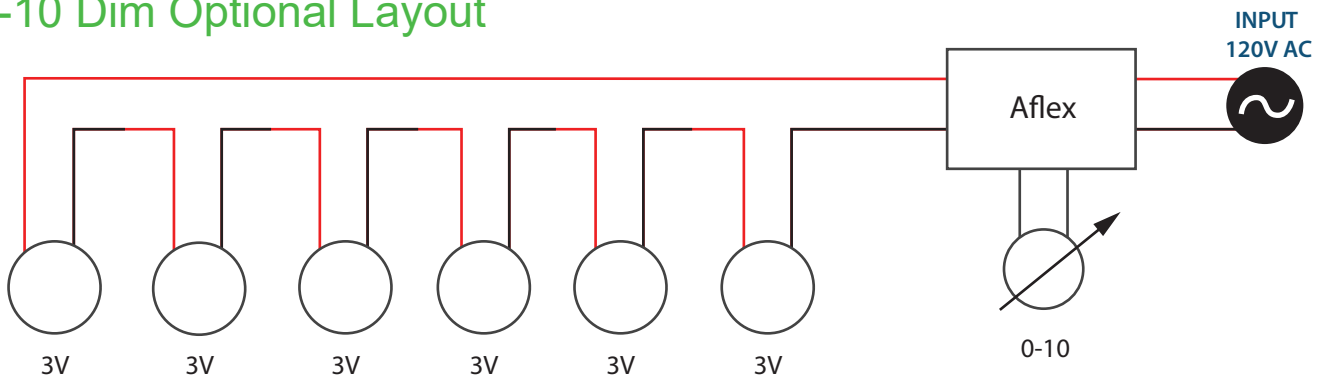 -10 Dim Optional Layout
INPUT
120V AC
Aflex
0-10
3V 3V 3V 3V 3V 3V